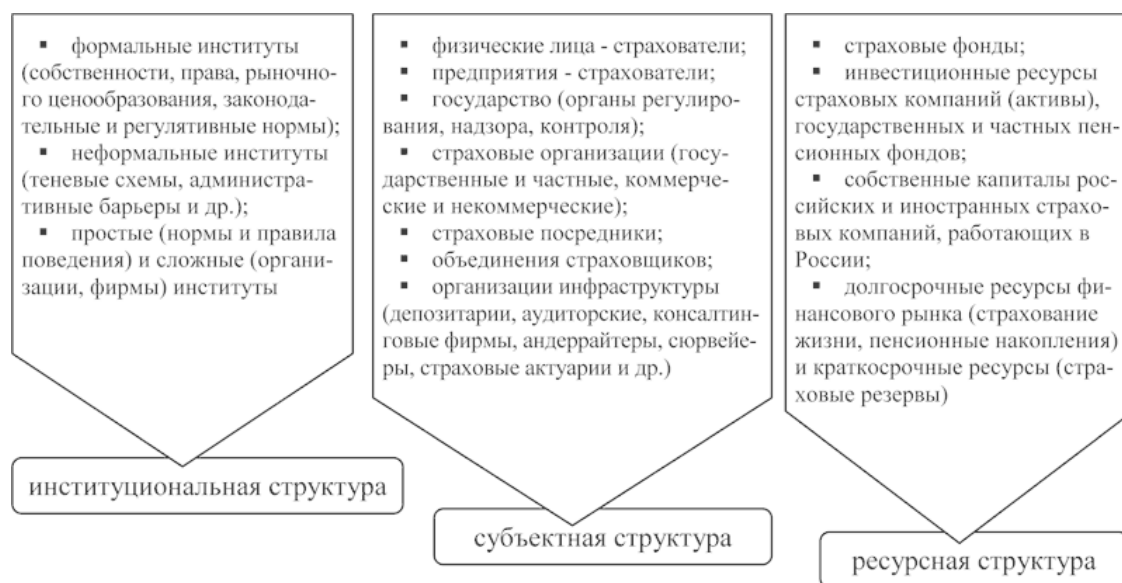 ▪ формальные институты
(собственности, права, рыночно-
го ценообразования, законода-
тельные и регулятивные нормы);
▪ неформальные институты
(теневые схемы, администра-
тивные барьеры и др.);
▪ простые (нормы и правила
поведения) и сложные (органи-
зации, фирмы) институты
институциональная структура
▪ физические лица - страхователи;
▪ предприятия - страхователи;
▪ государство (органы регулиро-
вания, надзора, контроля);
▪ страховые организации (госу-
дарственные и частные, коммерче-
ские и некоммерческие);
▪ страховые посредники;
▪ объединения страховщиков;
▪ организации инфраструктуры
(депозитарии, аудиторские, консалтин-
говые фирмы, андеррайтеры, сюрвейе-
ры, страховые актуарии и др.)
субъектная структура
▪ страховые фонды;
▪ инвестиционные ресурсы
страховых компаний (активы),
государственных и частных пен-
сионных фондов;
▪ собственные капиталы рос-
сийских и иностранных страхо-
вых компаний, работающих в
России;
▪ долгосрочные ресурсы фи-
нансового рынка (страхование
жизни, пенсионные накопления)
и краткосрочные ресурсы (стра-
ховые резервы)
ресурсная структура